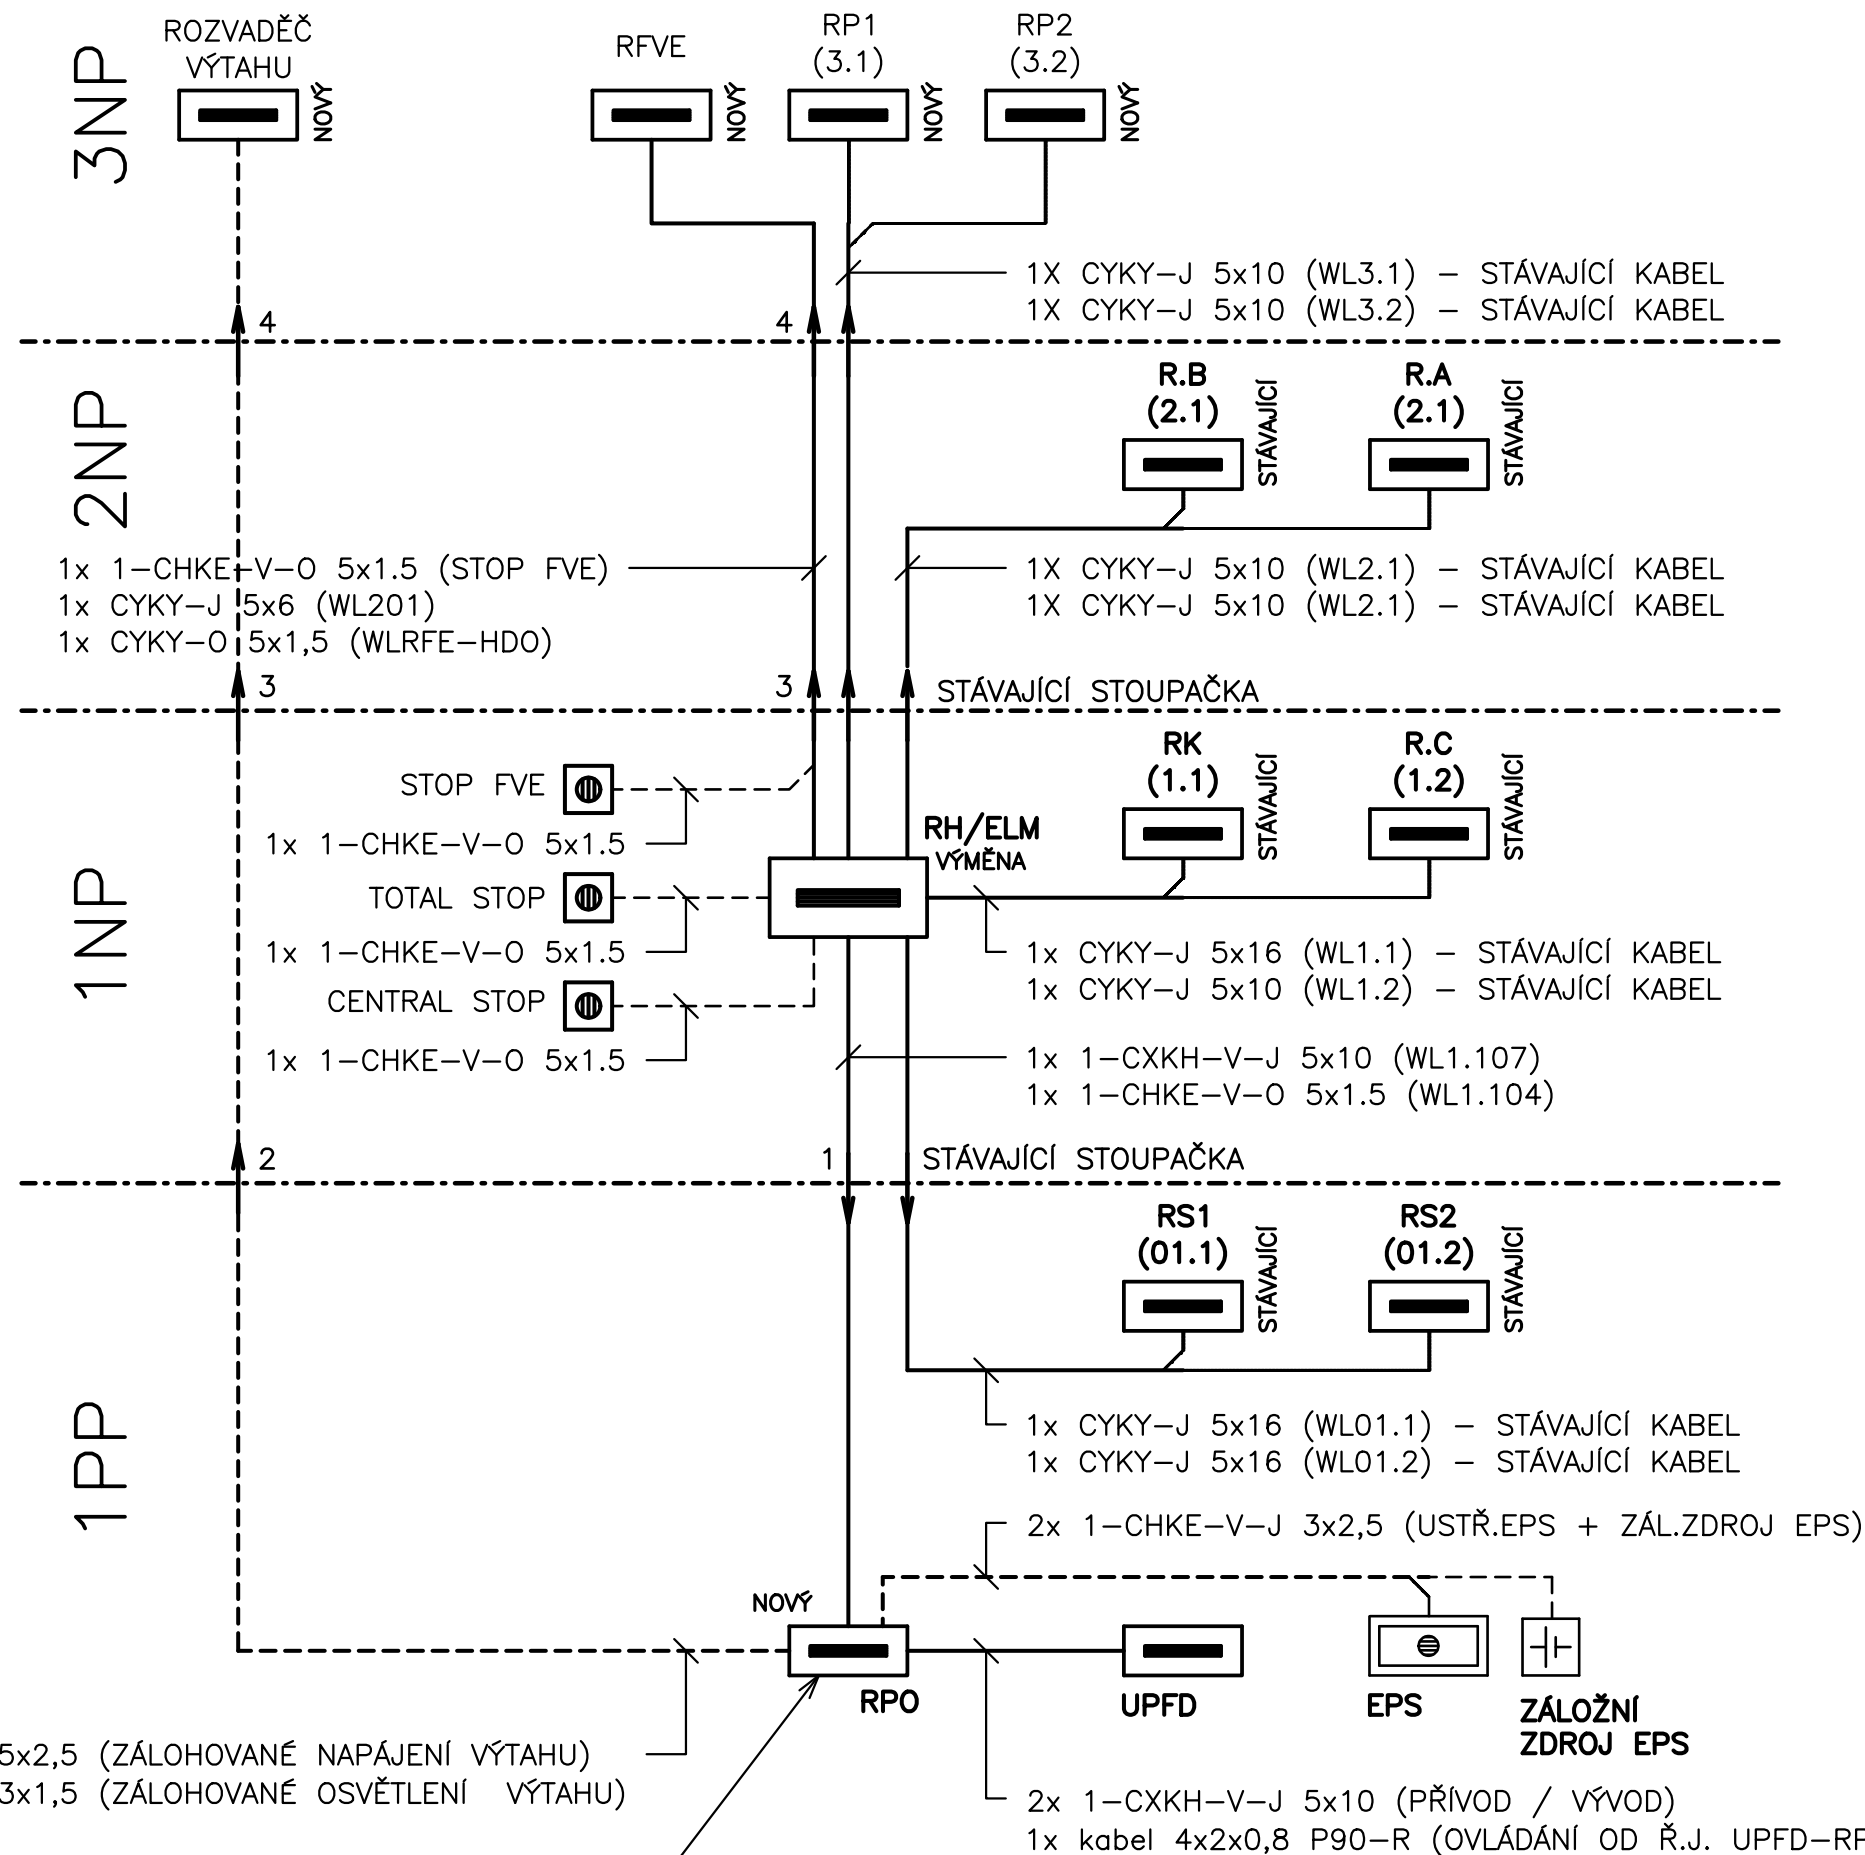 3NP
ROZVADĚČ
VÝTAHU
NOVÝ
RFVE
NOVÝ
RP1
(3.1)
NOVÝ
RP2
(3.2)
NOVÝ
1X CYKY-J 5x10 (WL3.1) - STÁVAJÍCÍ KABEL
1X CYKY-J 5x10 (WL3.2) - STÁVAJÍCÍ KABEL
4
4
2NP
R.B
(2.1)
STÁVAJÍCÍ
R.A
(2.1)
STÁVAJÍCÍ
1x 1-CHKE-V-O 5x1.5 (STOP FVE)
1x CYKY-J 5x6 (WL201)
1x CYKY-O 5x1,5 (WLRFE-HDO)
1X CYKY-J 5x10 (WL2.1) - STÁVAJÍCÍ KABEL
1X CYKY-J 5x10 (WL2.1) - STÁVAJÍCÍ KABEL
3
3
STÁVAJÍCÍ STOUPAČKA
1NP
STOP FVE
1x 1-CHKE-V-O 5x1.5
TOTAL STOP
1x 1-CHKE-V-O 5x1.5
CENTRAL STOP
1x 1-CHKE-V-O 5x1.5
RH/ELM
VÝMĚNA
RK
(1.1)
STÁVAJÍCÍ
R.C
(1.2)
STÁVAJÍCÍ
1x CYKY-J 5x16 (WL1.1) - STÁVAJÍCÍ KABEL
1x CYKY-J 5x10 (WL1.2) - STÁVAJÍCÍ KABEL
1x 1-CXKH-V-J 5x10 (WL1.107)
1x 1-CHKE-V-O 5x1.5 (WL1.104)
2
1
STÁVAJÍCÍ STOUPAČKA
1PP
RS1
(01.1)
STÁVAJÍCÍ
RS2
(01.2)
STÁVAJÍCÍ
1x CYKY-J 5x16 (WL01.1) - STÁVAJÍCÍ KABEL
1x CYKY-J 5x16 (WL01.2) - STÁVAJÍCÍ KABEL
2x 1-CHKE-V-J 3x2,5 (USTŘ.EPS + ZÁL.ZDROJ EPS)
NOVÝ
RPO
UPFD
EPS
ZÁLOŽNÍ
ZDROJ EPS
5x2,5 (ZÁLOHOVANÉ NAPÁJENÍ VÝTAHU)
3x1,5 (ZÁLOHOVANÉ OSVĚTLENÍ VÝTAHU)
2x 1-CXKH-V-J 5x10 (PŘÍVOD / VÝVOD)
1x kabel 4x2x0,8 P90-R (OVLÁDÁNÍ OD Ř.J.